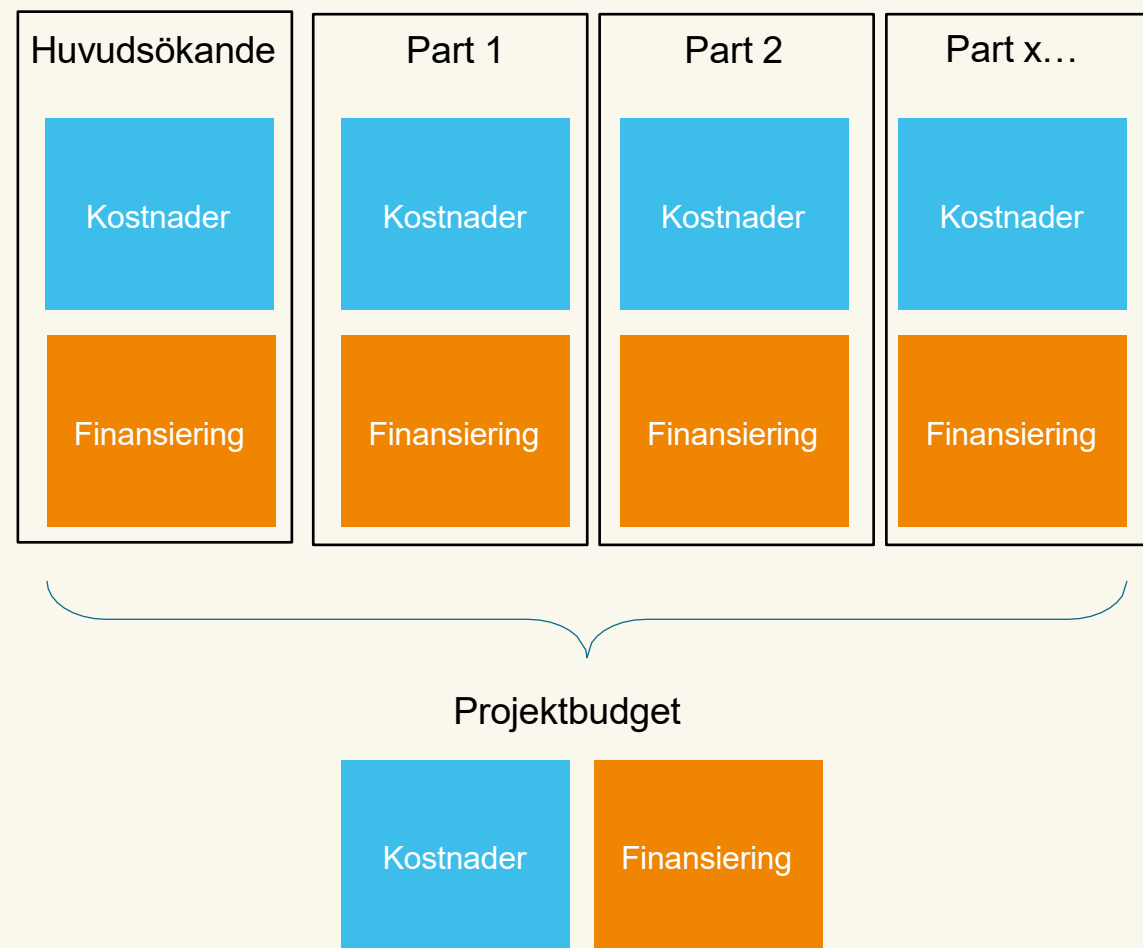 Huvudsökande
Part 1
Part 2
Part x…
Kostnader
Kostnader
Kostnader
Kostnader
Finansiering
Finansiering
Finansiering
Finansiering
Projektbudget
Kostnader
Finansiering